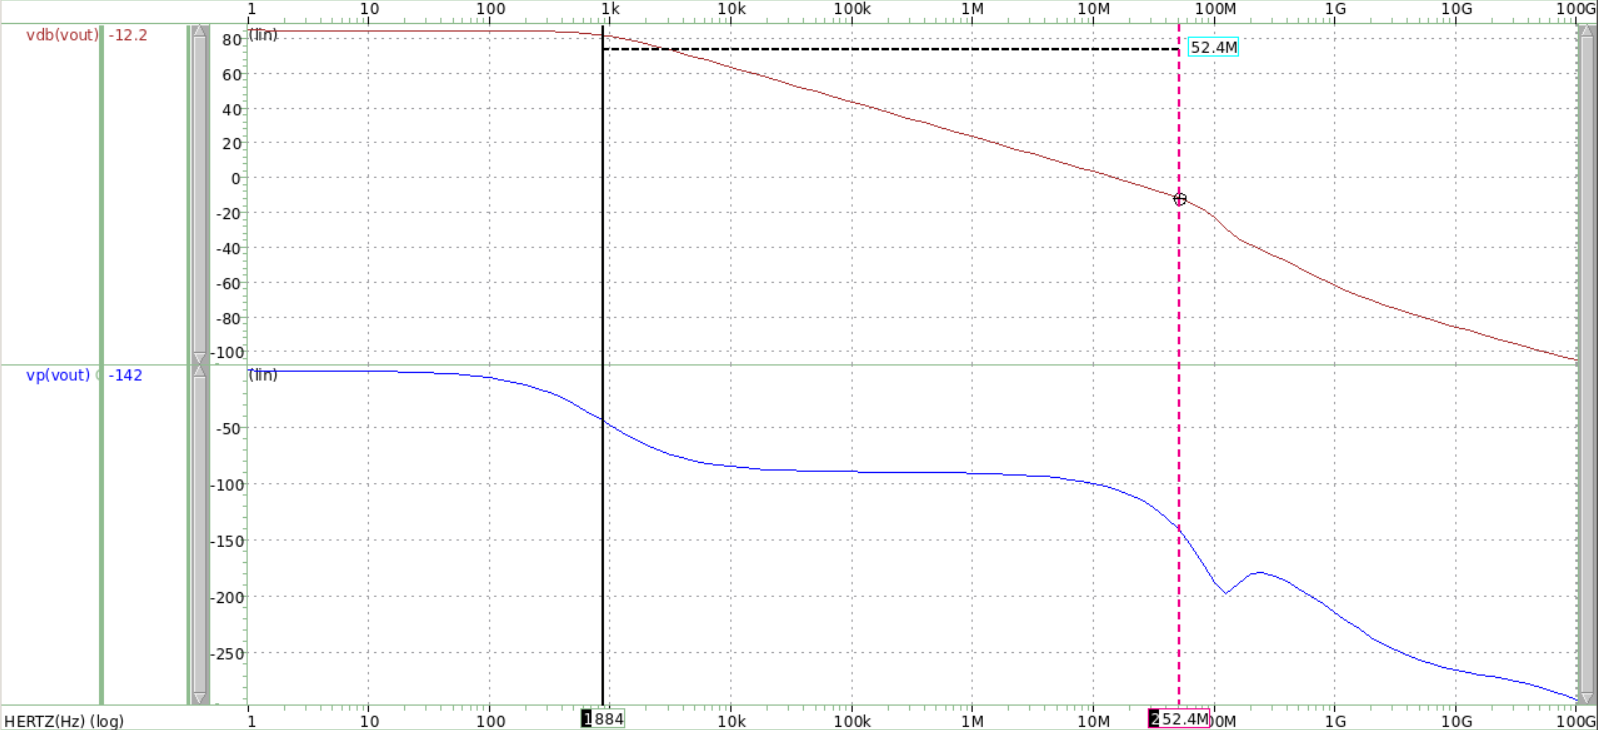 1 10 100 1k 10k 100k 1M 10M 100M 1G 10G 100G
vdb(vout) -12.2
(lin)
52.4M
80
60
40
20
0
-20
-40
-60
-80
-100
vp(vout) -142
(lin)
-50
-100
-150
-200
-250
HERTZ(Hz) (log)
1 10 100 1 884 10k 100k 1M 10M 2 52.4M 1G 10G 100G